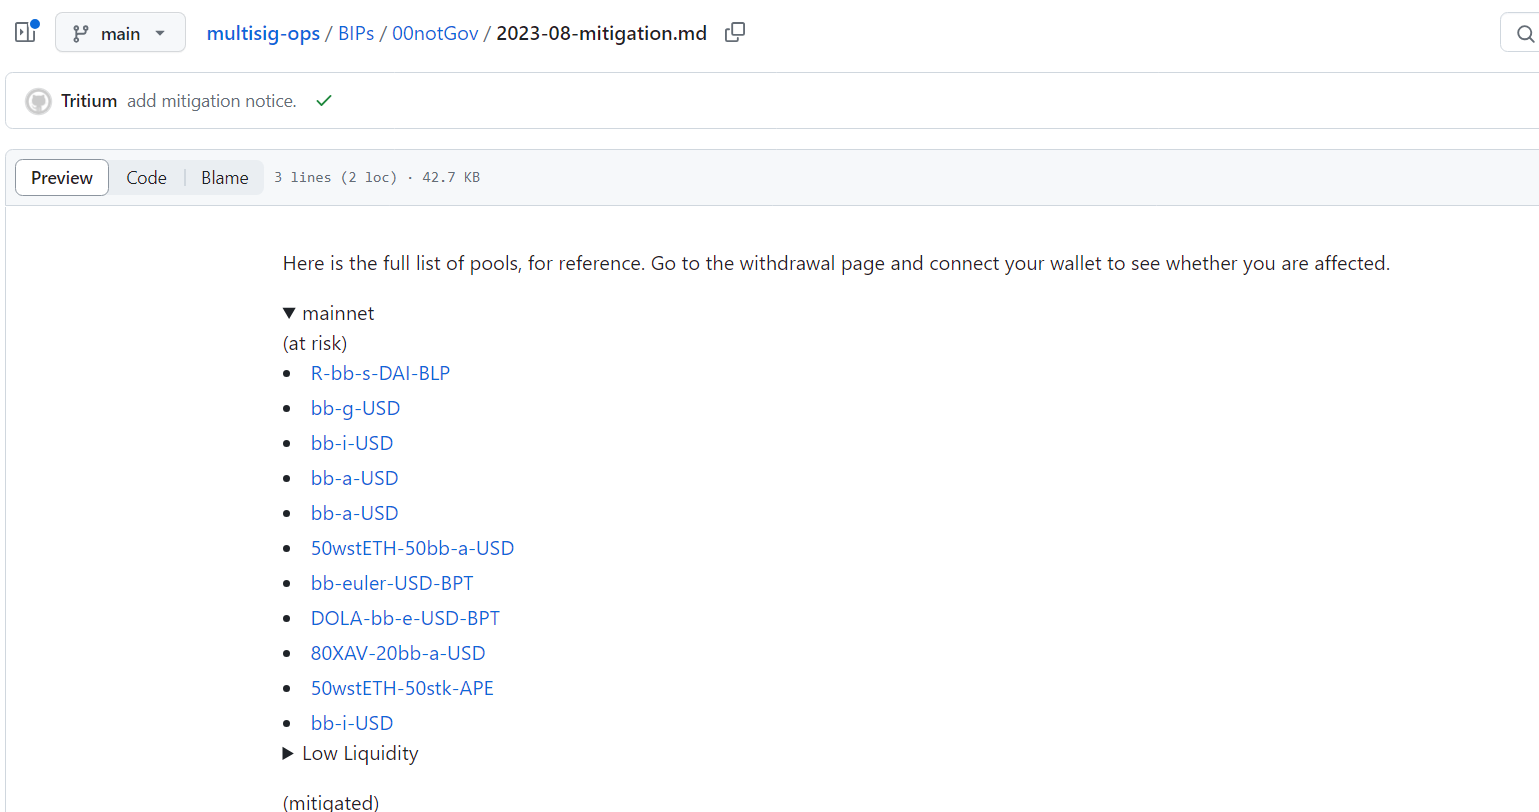 main
multisig-ops / BIPs / 00notGov / 2023-08-mitigation.md
Tritium add mitigation notice.
Preview Code Blame 3 lines (2 loc) · 42.7 KB
Here is the full list of pools, for reference. Go to the withdrawal page and connect your wallet to see whether you are affected.
▼ mainnet
(at risk)
• R-bb-s-DAI-BLP
• bb-g-USD
• bb-i-USD
• bb-a-USD
• bb-a-USD
• 50wstETH-50bb-a-USD
• bb-euler-USD-BPT
• DOLA-bb-e-USD-BPT
• 80XAV-20bb-a-USD
• 50wstETH-50stk-APE
• bb-i-USD
▶ Low Liquidity
(mitigated)